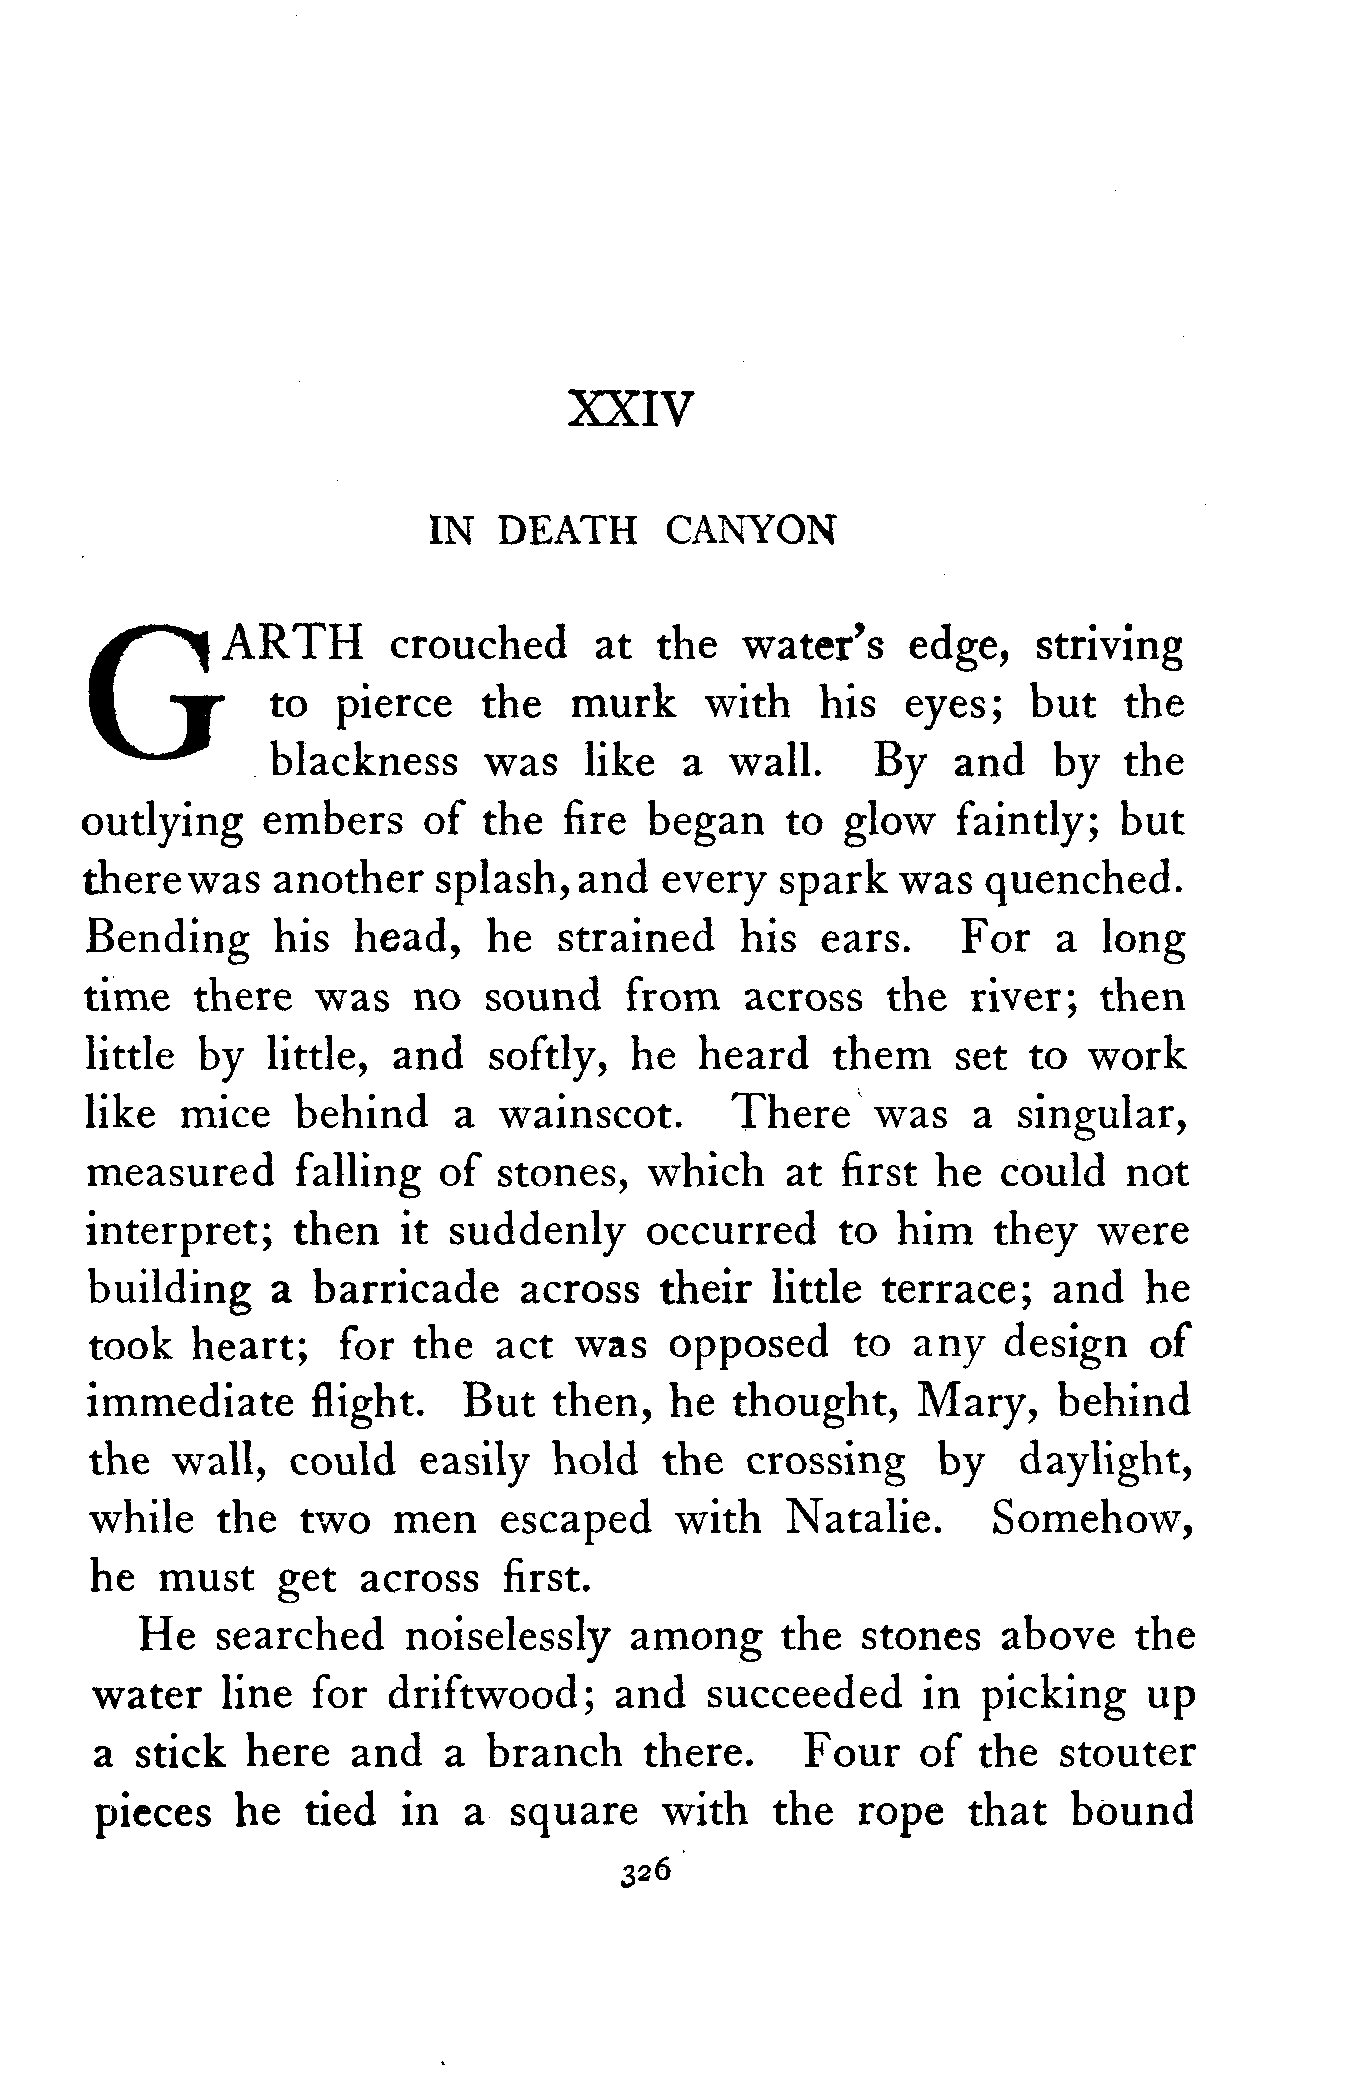 XXIV
IN DEATH CANYON
GARTH crouched at the water's edge, striving
to pierce the murk with his eyes; but the
blackness was like a wall. By and by the
outlying embers of the fire began to glow faintly; but
there was another splash, and every spark was quenched.
Bending his head, he strained his ears. For a long
time there was no sound from across the river; then
little by little, and softly, he heard them set to work
like mice behind a wainscot. There was a singular,
measured falling of stones, which at first he could not
interpret; then it suddenly occurred to him they were
building a barricade across their little terrace; and he
took heart; for the act was opposed to any design of
immediate flight. But then, he thought, Mary, behind
the wall, could easily hold the crossing by daylight,
while the two men escaped with Natalie. Somehow,
he must get across first.
He searched noiselessly among the stones above the
water line for driftwood; and succeeded in picking up
a stick here and a branch there. Four of the stouter
pieces he tied in a square with the rope that bound
326